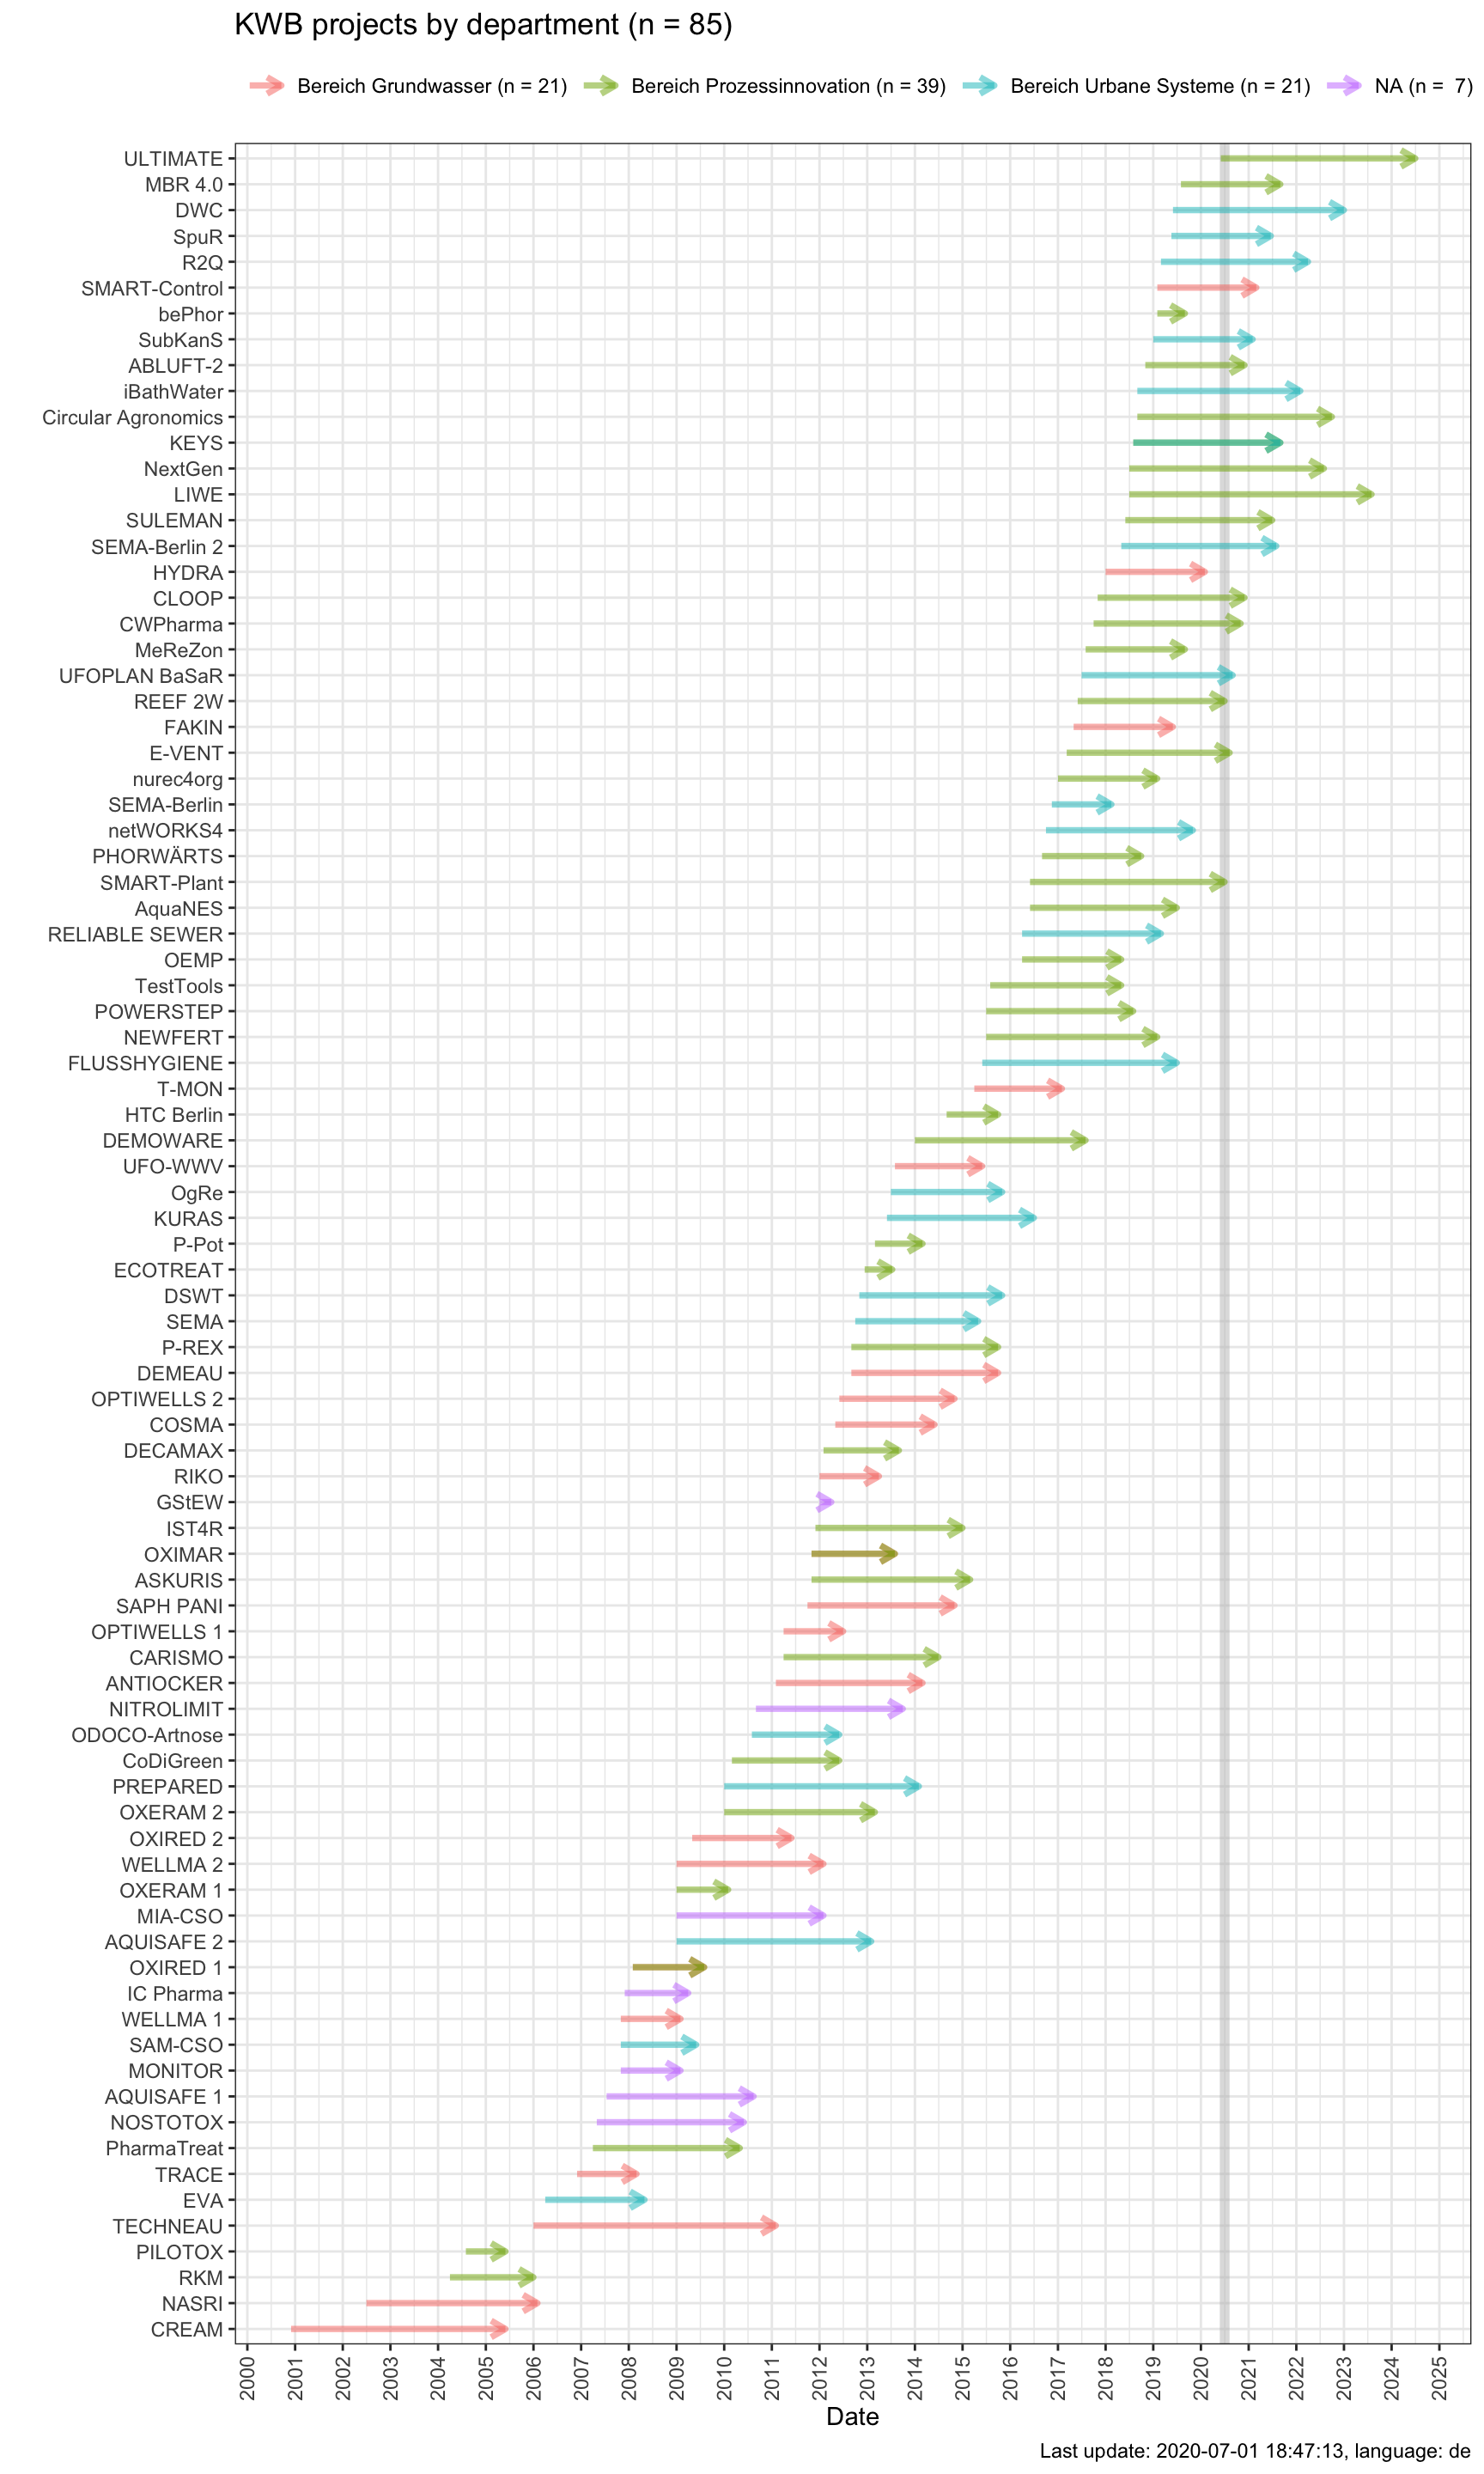 KWB projects by department (n = 85)
Bereich Grundwasser (n = 21) Bereich Prozessinnovation (n = 39) Bereich Urbane Systeme (n = 21) NA (n =  7)
ULTIMATE
MBR 4.0
DWC
SpuR
R2Q
SMART-Control
bePhor
SubKanS
ABLUFT-2
iBathWater
Circular Agronomics
KEYS
NextGen
LIWE
SULEMAN
SEMA-Berlin 2
HYDRA
CLOOP
CWPharma
MeReZon
UFOPLAN BaSaR
REEF 2W
FAKIN
E-VENT
nurec4org
SEMA-Berlin
netWORKS4
PHORWÄRTS
SMART-Plant
AquaNES
RELIABLE SEWER
OEMP
TestTools
POWERSTEP
NEWFERT
FLUSSHYGIENE
T-MON
HTC Berlin
DEMOWARE
UFO-WWV
OgRe
KURAS
P-Pot
ECOTREAT
DSWT
SEMA
P-REX
DEMEAU
OPTIWELLS 2
COSMA
DECAMAX
RIKO
GStEW
IST4R
OXIMAR
ASKURIS
SAPH PANI
OPTIWELLS 1
CARISMO
ANTIOCKER
NITROLIMIT
ODOCO-Artnose
CoDiGreen
PREPARED
OXERAM 2
OXIRED 2
WELLMA 2
OXERAM 1
MIA-CSO
AQUISAFE 2
OXIRED 1
IC Pharma
WELLMA 1
SAM-CSO
MONITOR
AQUISAFE 1
NOSTOTOX
PharmaTreat
TRACE
EVA
TECHNEAU
PILOTOX
RKM
NASRI
CREAM
2000 2001 2002 2003 2004 2005 2006 2007 2008 2009 2010 2011 2012 2013 2014 2015 2016 2017 2018 2019 2020 2021 2022 2023 2024 2025
Date
Last update: 2020-07-01 18:47:13, language: de